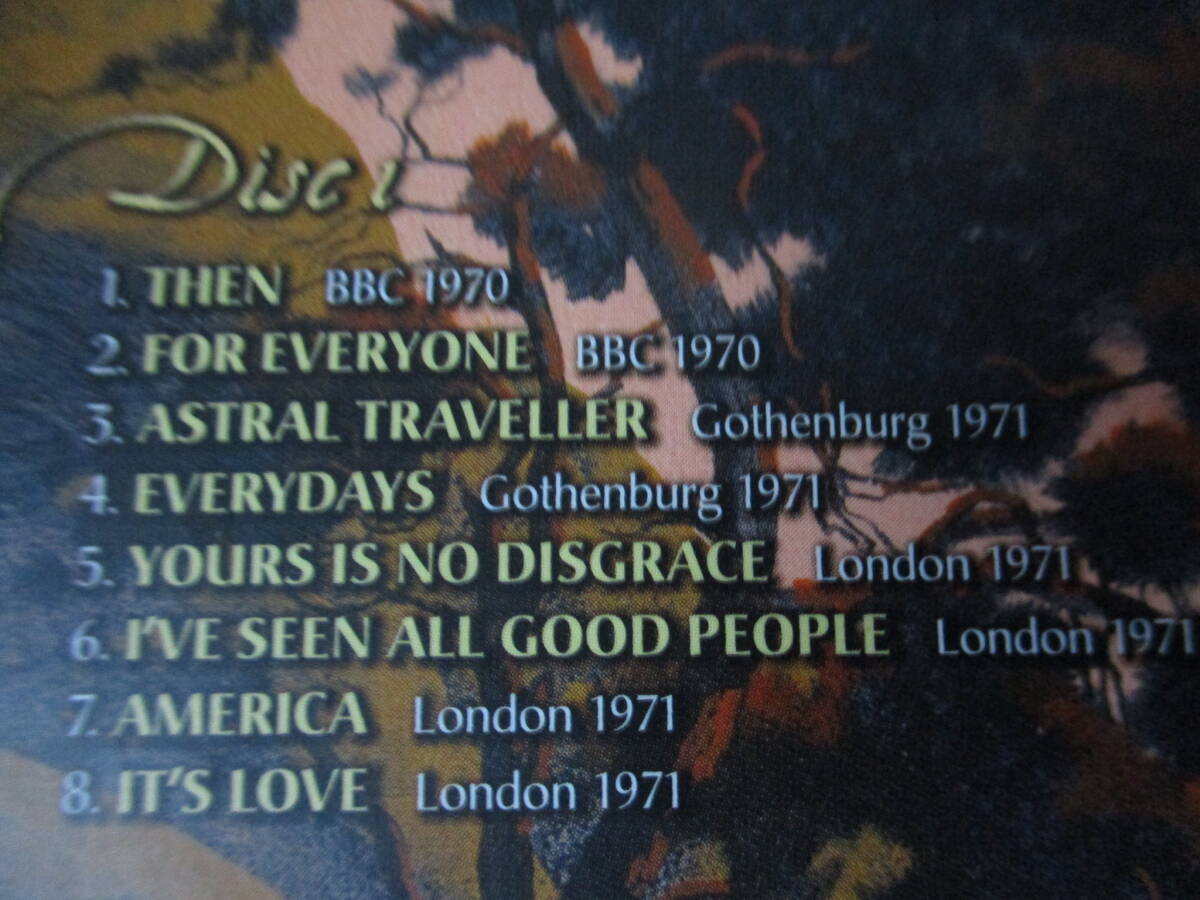 Disc 1
1. THEN BBC 1970
2. FOR EVERYONE BBC 1970
3. ASTRAL TRAVELLER Gothenburg 1971
4. EVERYDAYS Gothenburg 1971
5. YOURS IS NO DISGRACE London 1971
6. I'VE SEEN ALL GOOD PEOPLE London 1971
7. AMERICA London 1971
8. IT'S LOVE London 1971